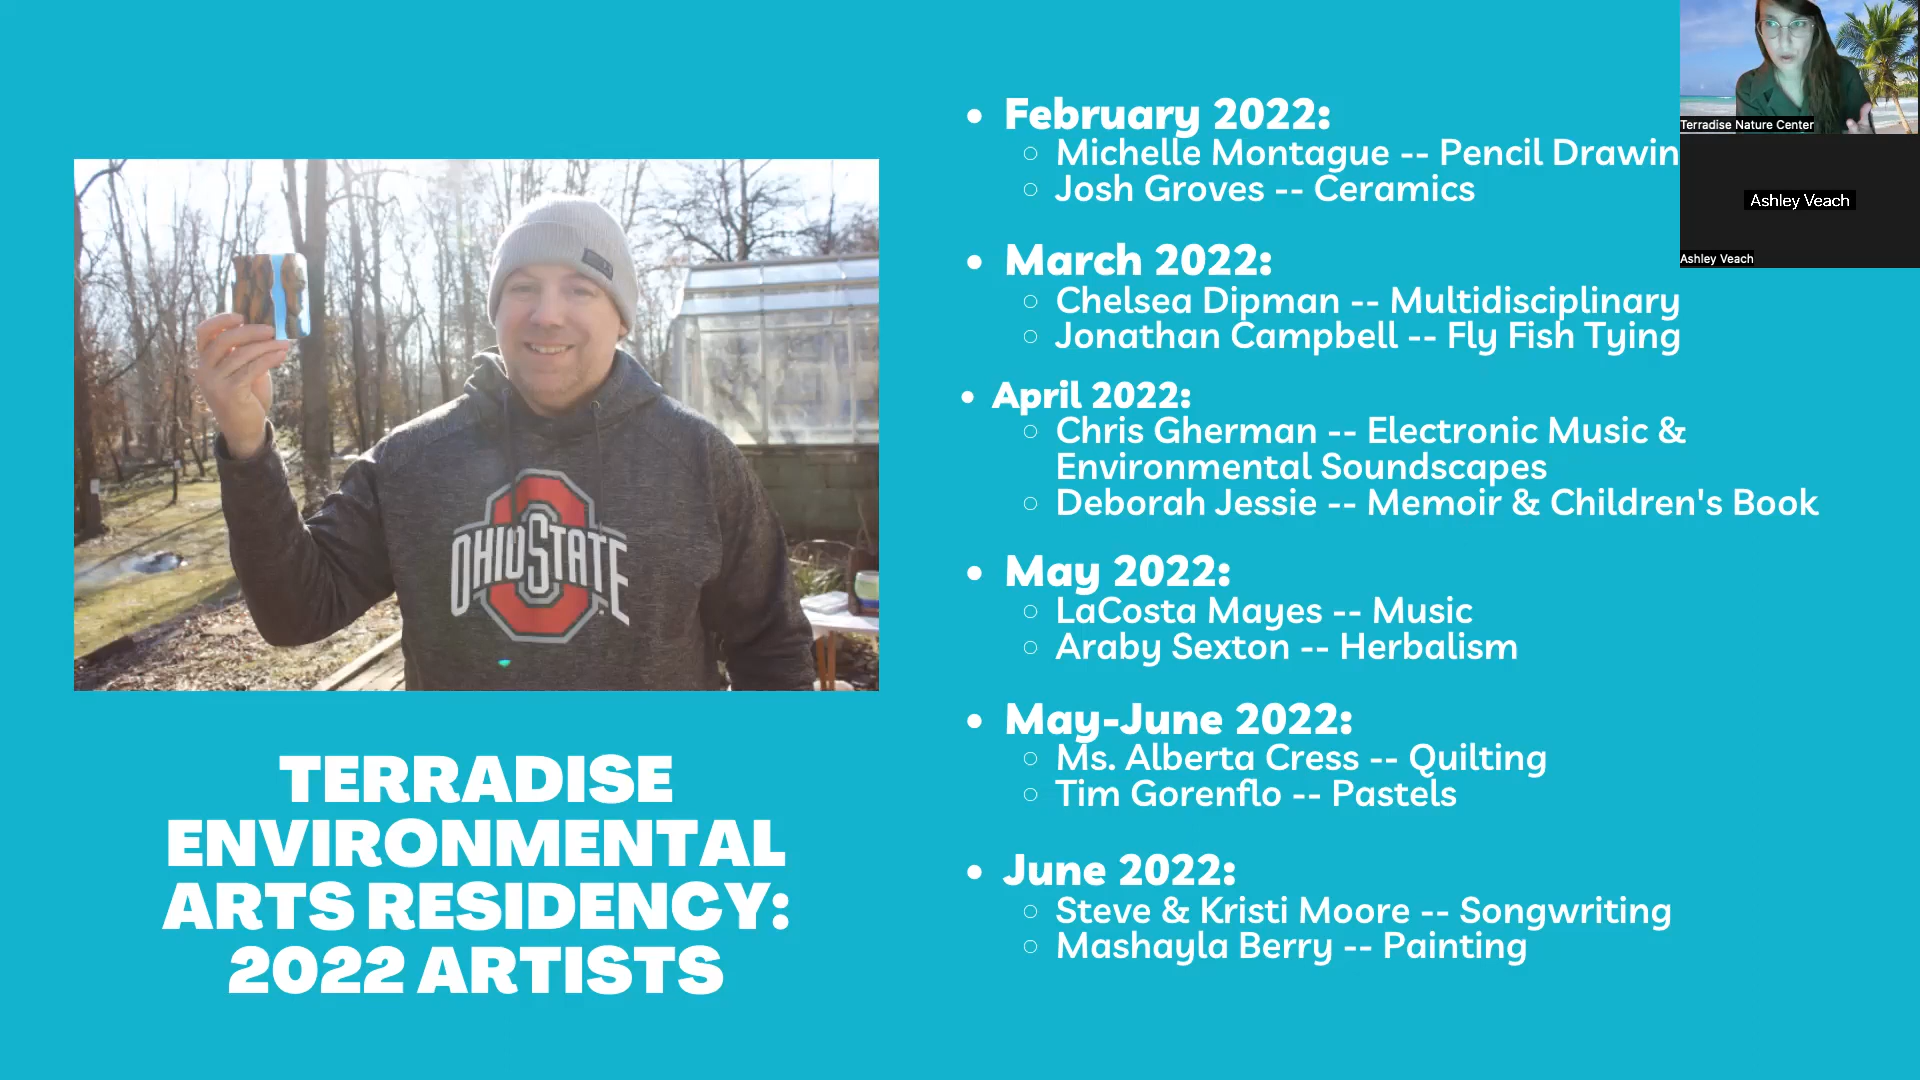 February 2022:
Michelle Montague -- Pencil Drawin
Josh Groves -- Ceramics
March 2022:
Chelsea Dipman -- Multidisciplinary
Jonathan Campbell -- Fly Fish Tying
April 2022:
Chris Gherman -- Electronic Music &
Environmental Soundscapes
Deborah Jessie -- Memoir & Children's Book
May 2022:
LaCosta Mayes -- Music
Araby Sexton -- Herbalism
May-June 2022:
Ms. Alberta Cress -- Quilting
Tim Gorenflo -- Pastels
June 2022:
Steve & Kristi Moore -- Songwriting
Mashayla Berry -- Painting
OHIO STATE
TERRADISE
ENVIRONMENTAL
ARTS RESIDENCY:
2022 ARTISTS
Terradise Nature Center
Ashley Veach
Ashley Veach